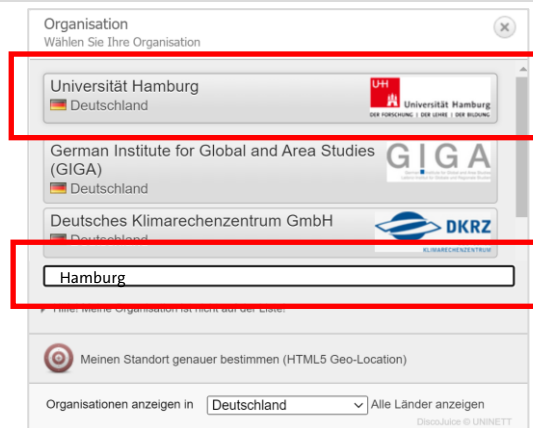 Organisation
Wählen Sie Ihre Organisation
Universität Hamburg
Deutschland
UH
Universität Hamburg
DER FORSCHUNG | DER LEHRE | DER BILDUNG
German Institute for Global and Area Studies
(GIGA)
Deutschland
GIGA
Deutsches Klimarechenzentrum GmbH
Deutschland
DKRZ
KLIMARECHENZENTRUM
Hamburg
Hilfe! Meine Organisation ist nicht auf der Liste!
Meinen Standort genauer bestimmen (HTML5 Geo-Location)
Organisationen anzeigen in Deutschland Alle Länder anzeigen
DiscoJuice © UNINETT